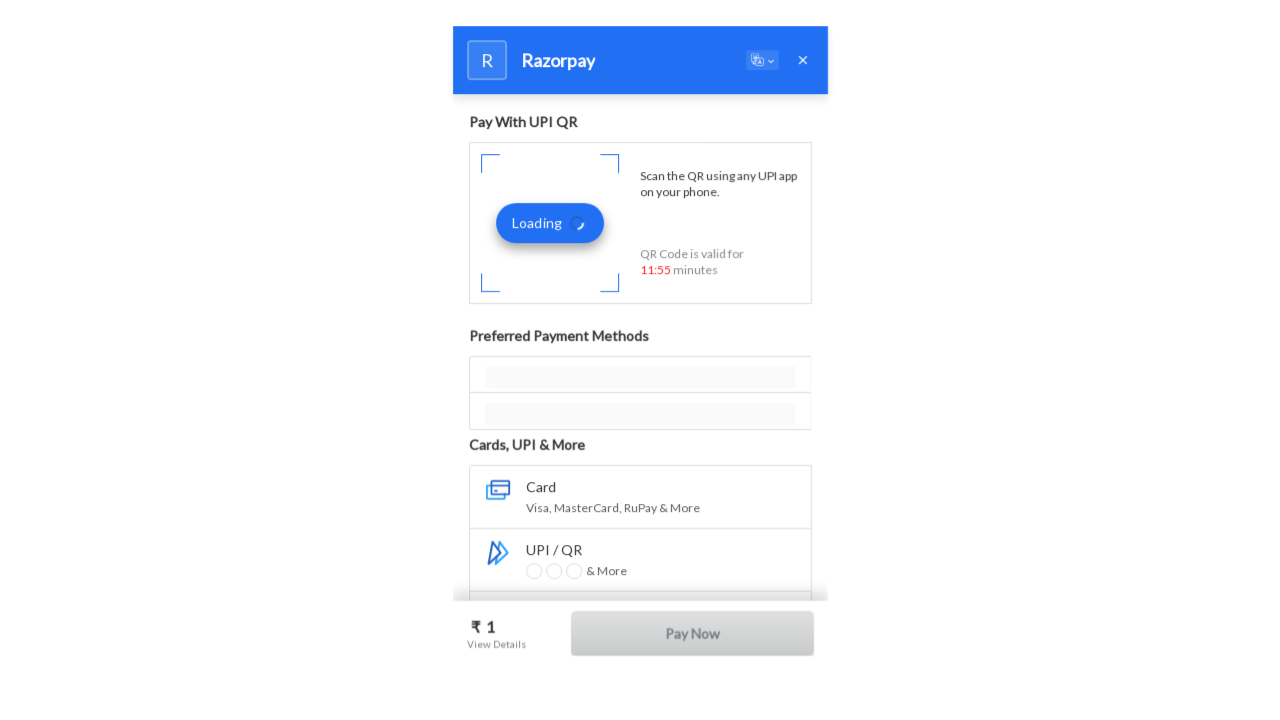 R Razorpay
Pay With UPI QR
Loading
Scan the QR using any UPI app
on your phone.
QR Code is valid for
11:55 minutes
Preferred Payment Methods
Cards, UPI & More
Card
Visa, MasterCard, RuPay & More
UPI / QR
& More
₹ 1
View Details
Pay Now